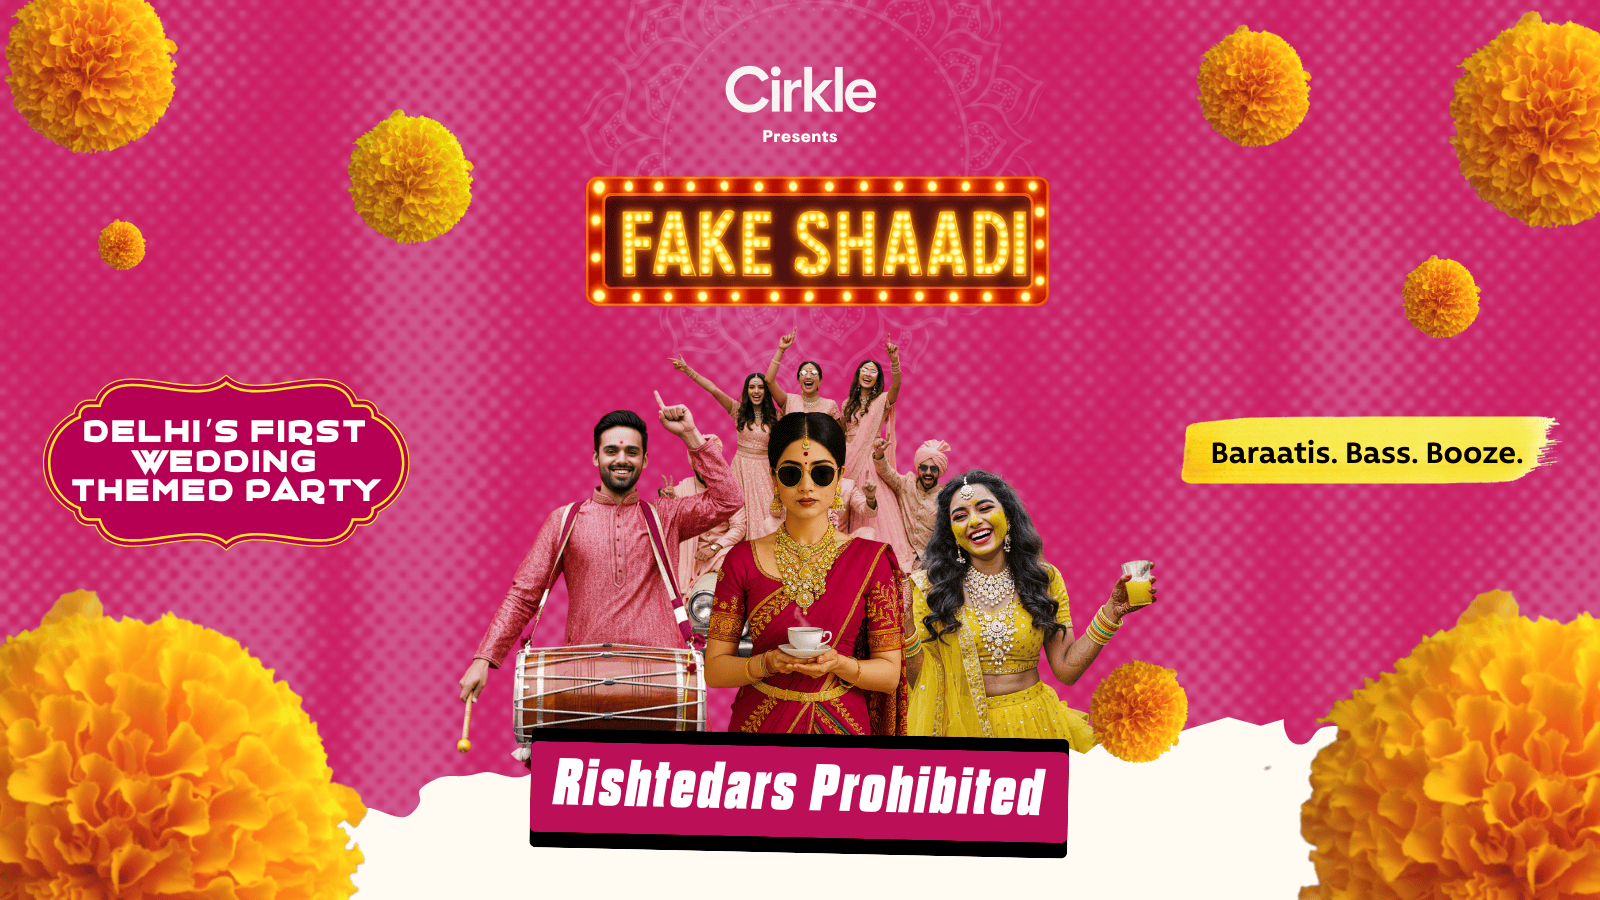 Cirkle
Presents
FAKE SHAADI
DELHI'S FIRST
WEDDING
THEMED PARTY
Baraatis. Bass. Booze.
Rishtedars Prohibited